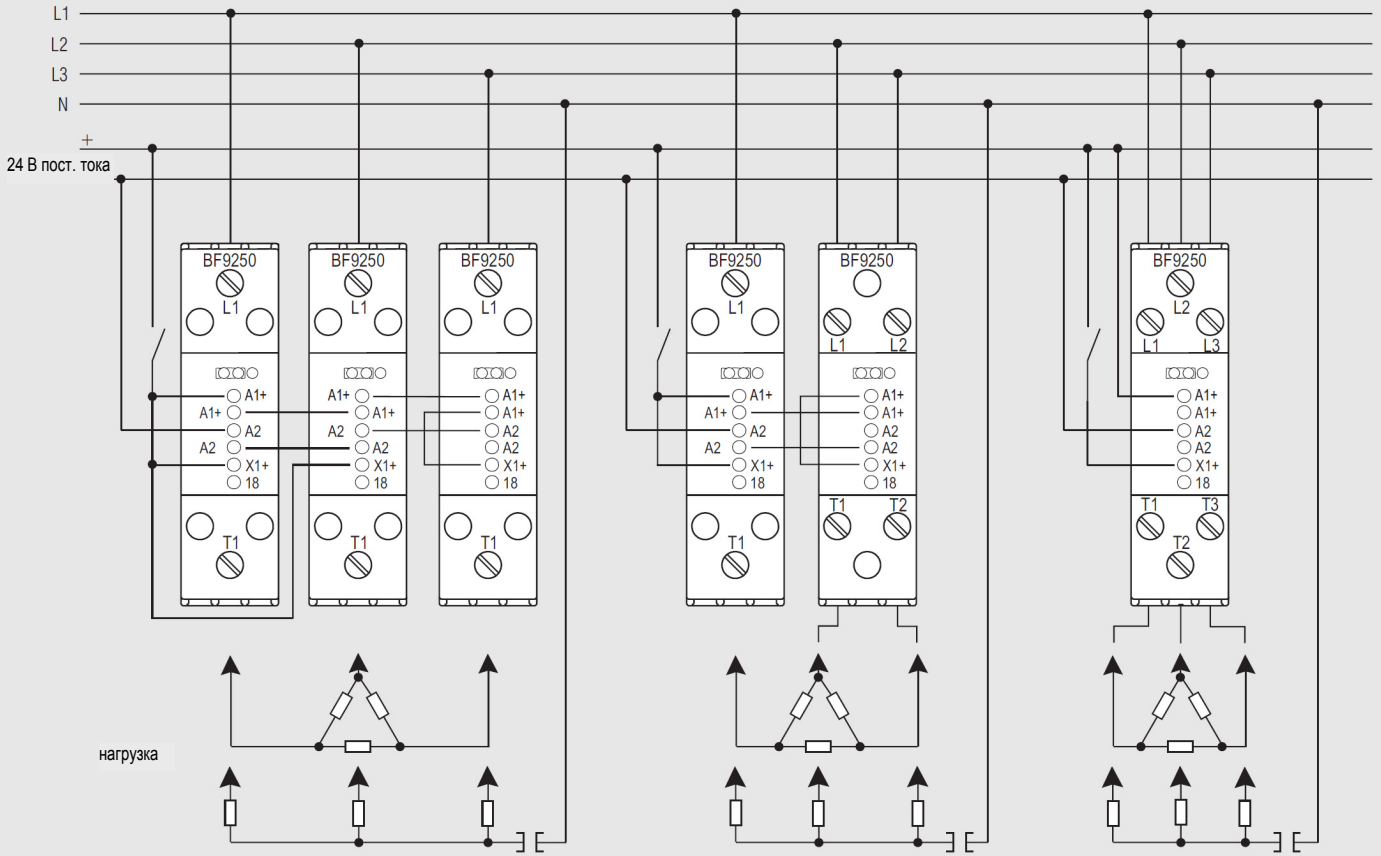 L1
L2
L3
N
+
24 В пост. тока
BF9250 BF9250 BF9250 BF9250 BF9250 BF9250
L1 L1 L1 L1 L2
L1 L2 L1 L3
A1+ A1+ A1+ A1+ A1+ A1+
A1+ A1+ A1+ A1+ A1+ A1+
A2 A2 A2 A2 A2 A2
A2 A2 A2 A2 A2 A2
X1+ X1+ X1+ X1+ X1+ X1+
18 18 18 18 18 18
T1 T2 T1 T3
T1 T1 T1 T1 T2
нагрузка